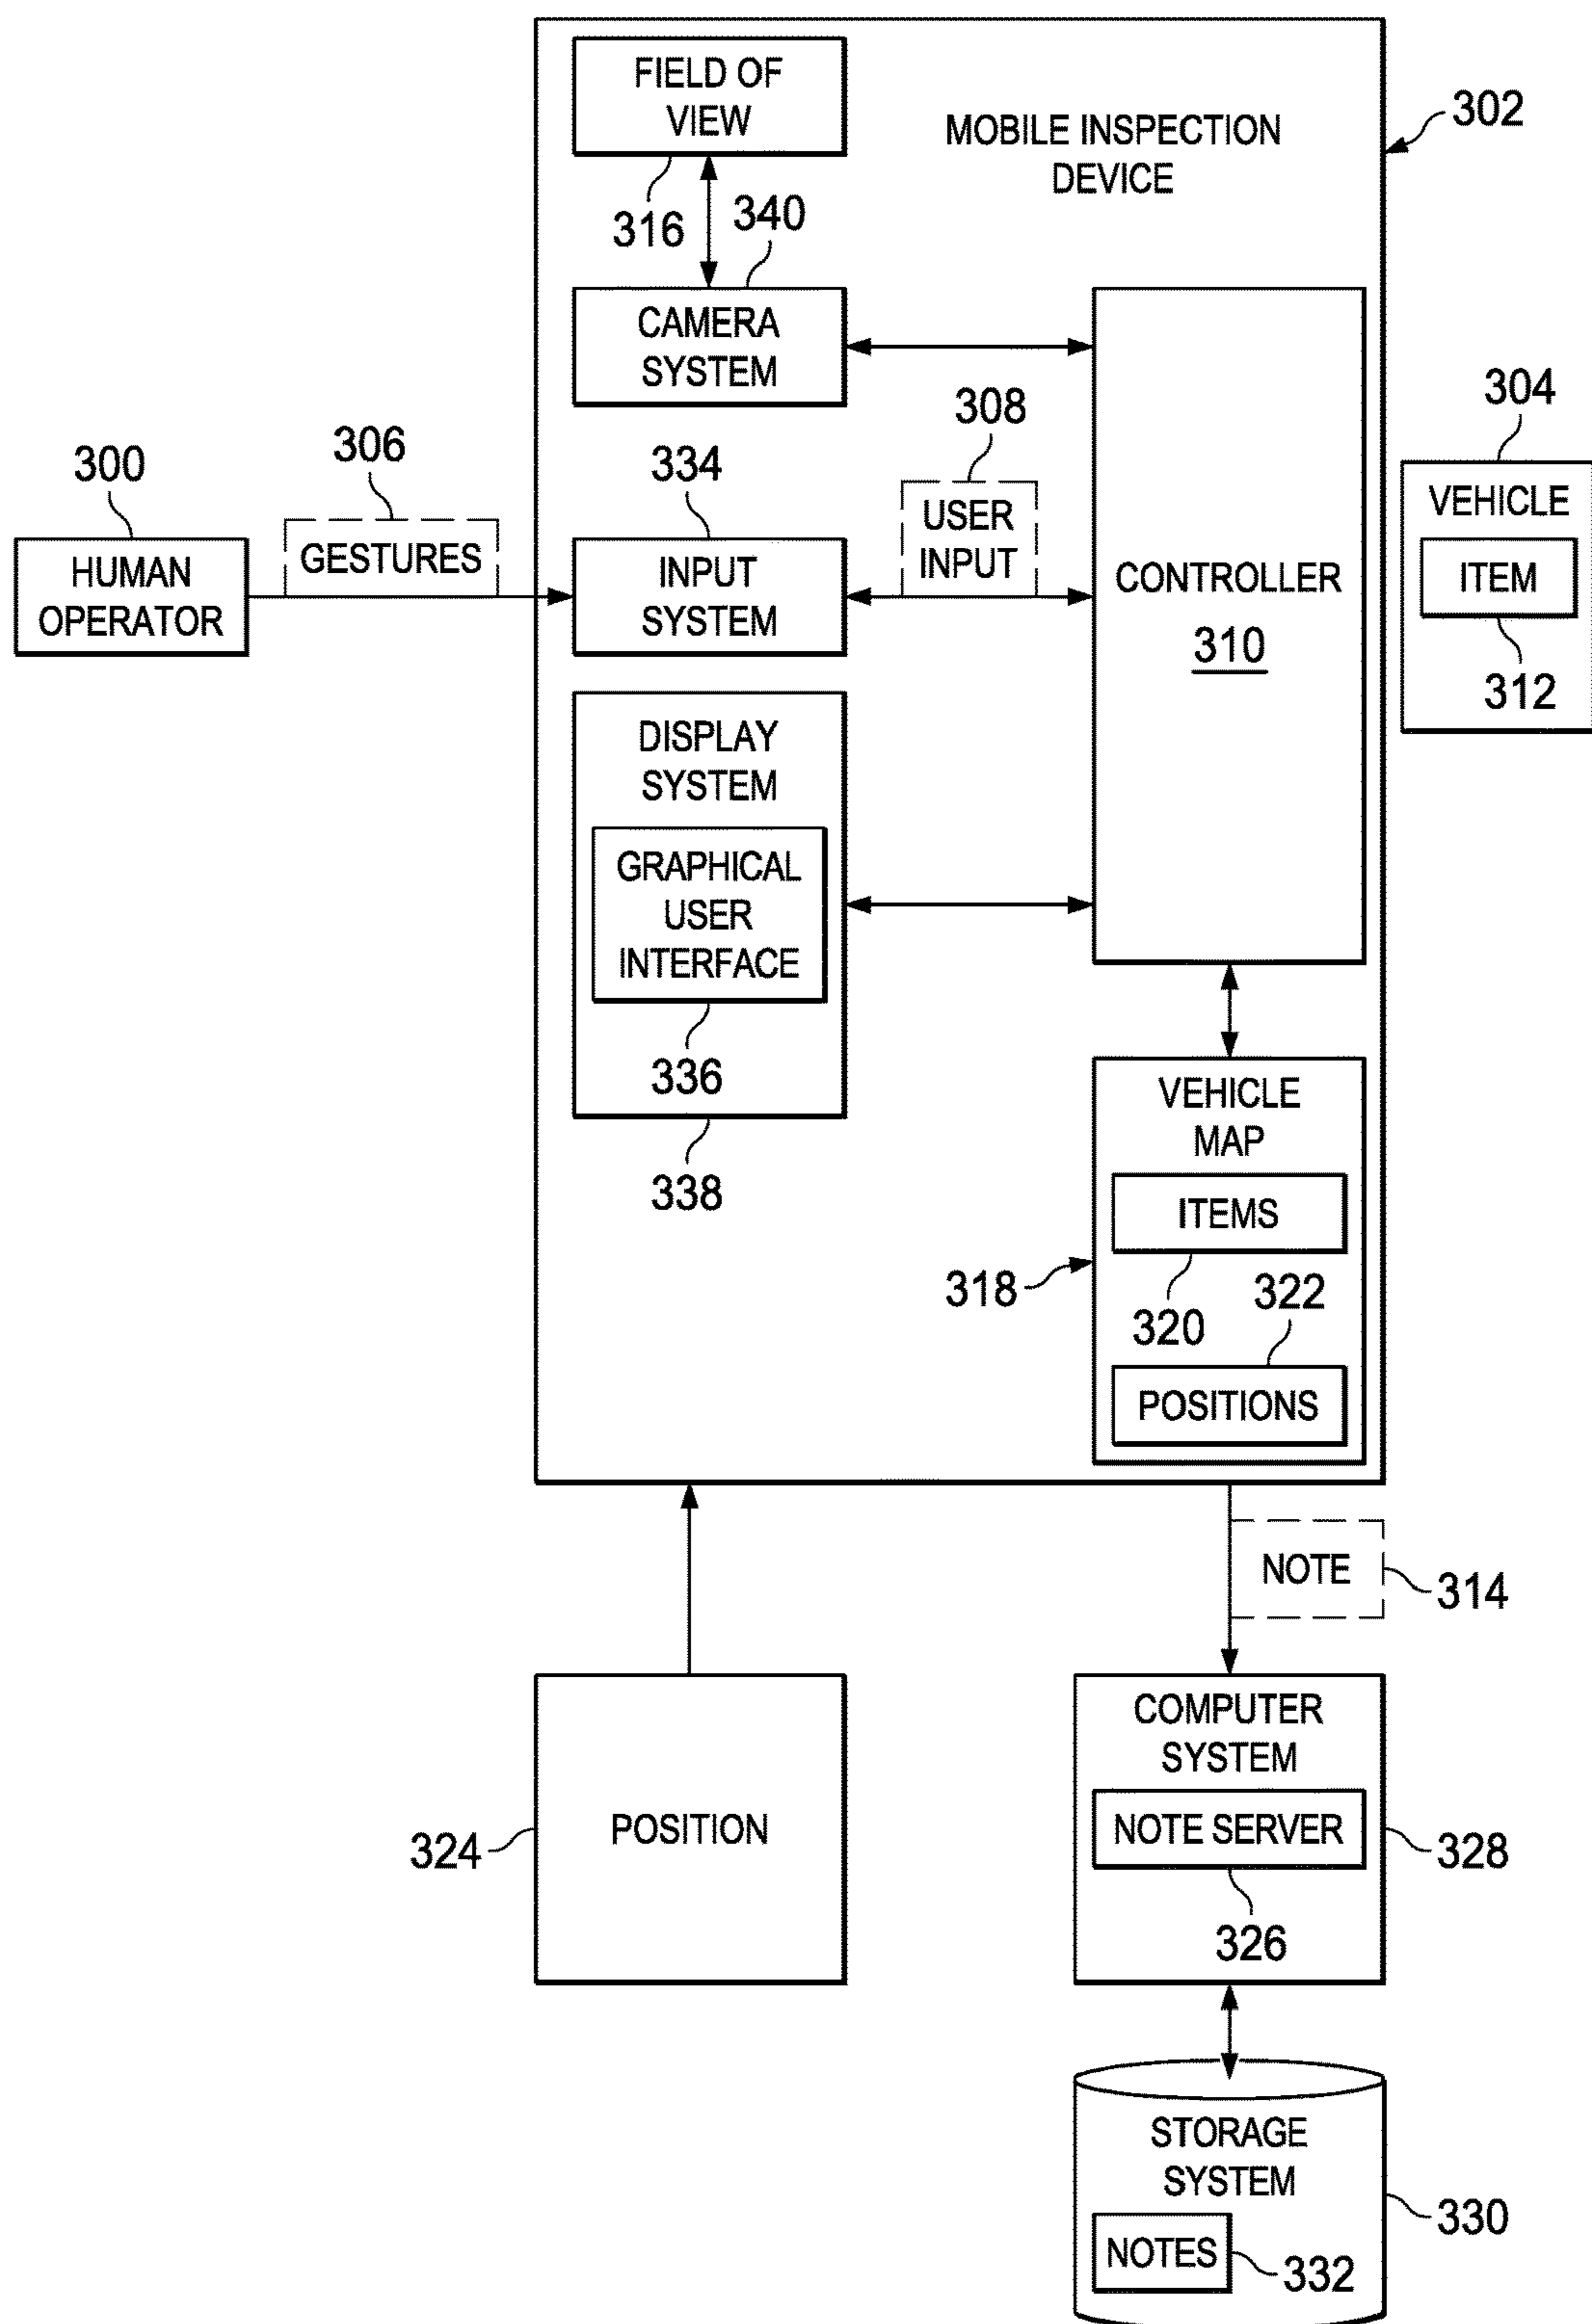 FIELD OF
VIEW
MOBILE INSPECTION
DEVICE
302
316
340
CAMERA
SYSTEM
308
304
300
306
334
USER
INPUT
VEHICLE
ITEM
312
HUMAN
OPERATOR
GESTURES
INPUT
SYSTEM
CONTROLLER
310
DISPLAY
SYSTEM
GRAPHICAL
USER
INTERFACE
336
338
VEHICLE
MAP
ITEMS
318
320
322
POSITIONS
NOTE
314
324
POSITION
COMPUTER
SYSTEM
NOTE SERVER
328
326
STORAGE
SYSTEM
330
NOTES
332